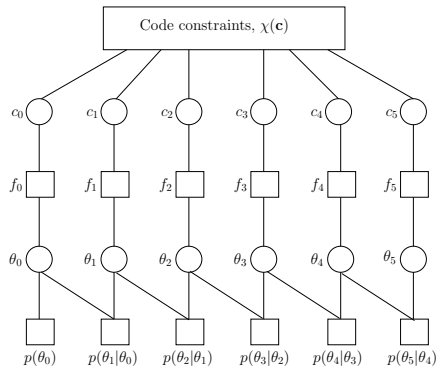 Code constraints, χ(𝐜)
c₀ c₁ c₂ c₃ c₄ c₅
f₀ f₁ f₂ f₃ f₄ f₅
θ₀ θ₁ θ₂ θ₃ θ₄ θ₅
p(θ₀) p(θ₁|θ₀) p(θ₂|θ₁) p(θ₃|θ₂) p(θ₄|θ₃) p(θ₅|θ₄)